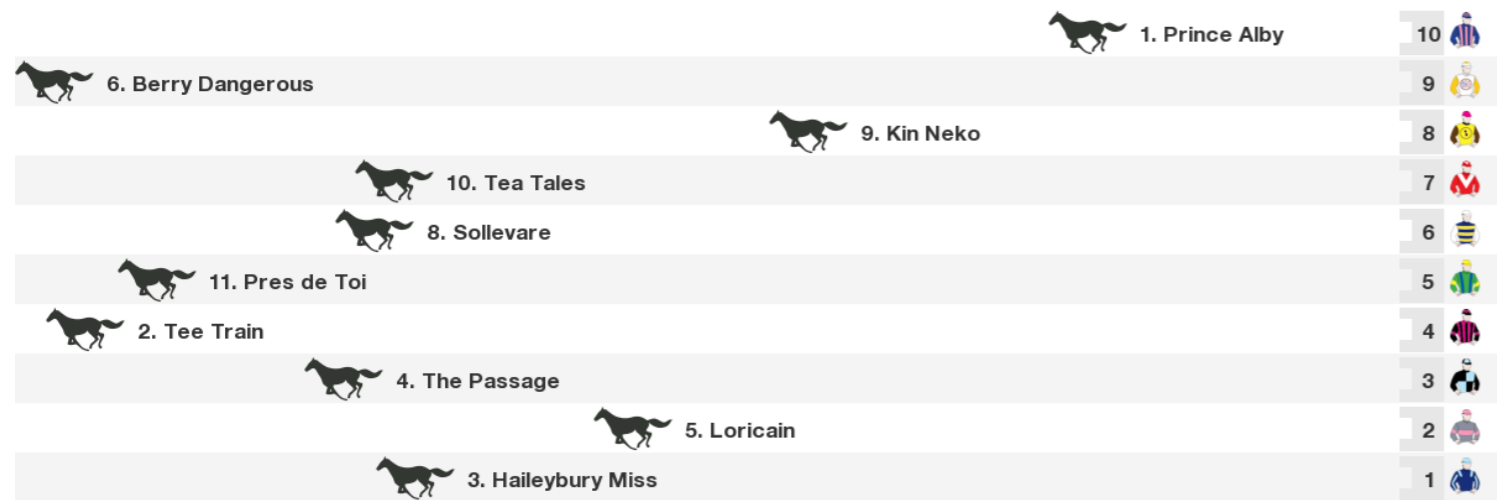 1. Prince Alby 10
6. Berry Dangerous 9
9. Kin Neko 8
10. Tea Tales 7
8. Sollevare 6
11. Pres de Toi 5
2. Tee Train 4
4. The Passage 3
5. Loricain 2
3. Haileybury Miss 1